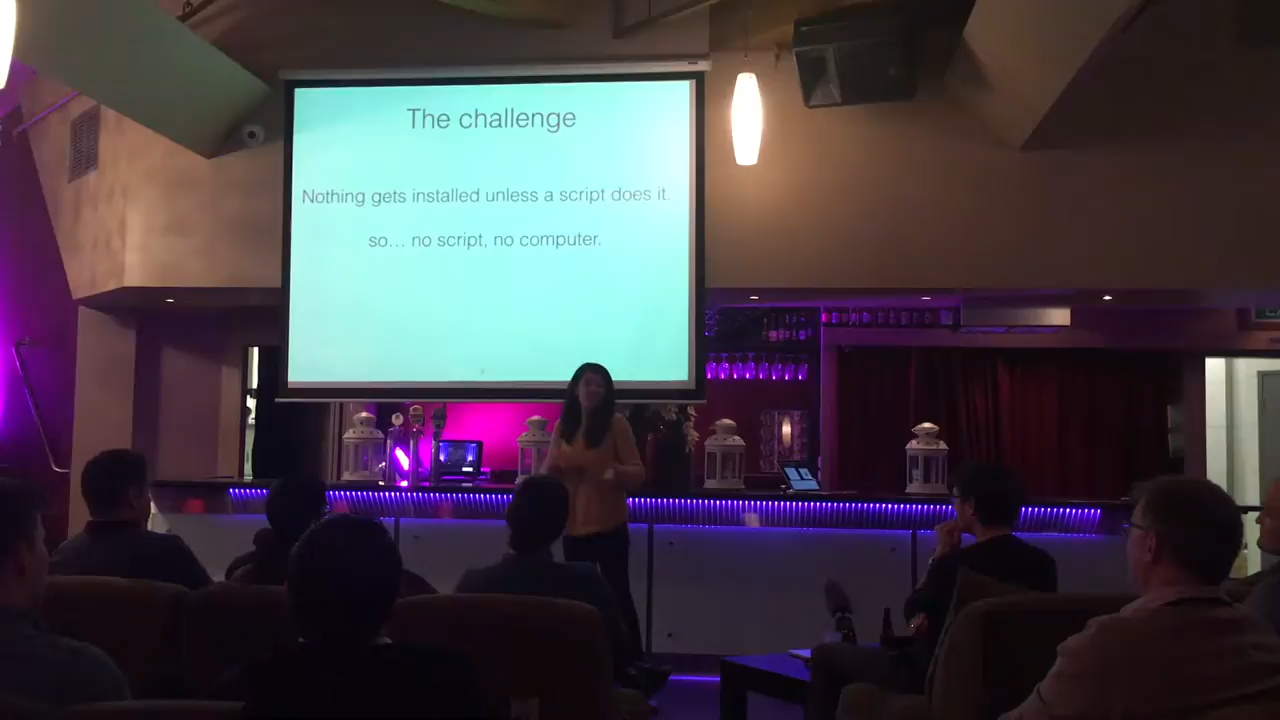 The challenge
Nothing gets installed unless a script does it.
so... no script, no computer.